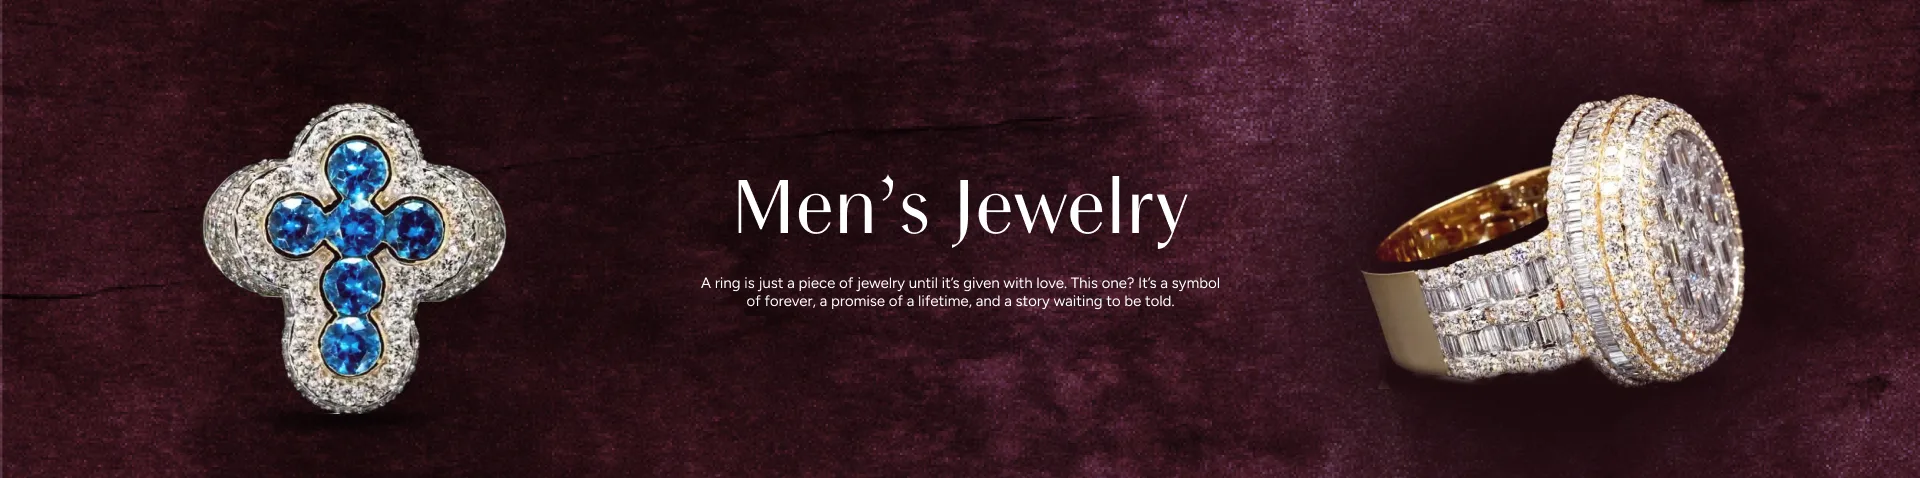 Men’s Jewelry
A ring is just a piece of jewelry until it’s given with love. This one? It’s a symbol
of forever, a promise of a lifetime, and a story waiting to be told.